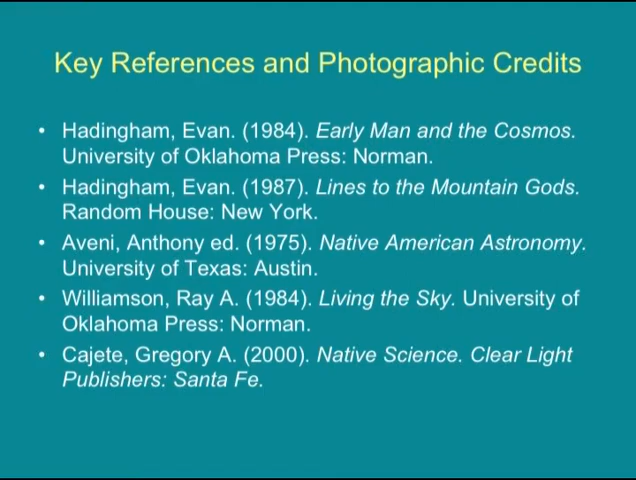 Key References and Photographic Credits
• Hadingham, Evan. (1984). Early Man and the Cosmos.
University of Oklahoma Press: Norman.
• Hadingham, Evan. (1987). Lines to the Mountain Gods.
Random House: New York.
• Aveni, Anthony ed. (1975). Native American Astronomy.
University of Texas: Austin.
• Williamson, Ray A. (1984). Living the Sky. University of
Oklahoma Press: Norman.
• Cajete, Gregory A. (2000). Native Science. Clear Light
Publishers: Santa Fe.